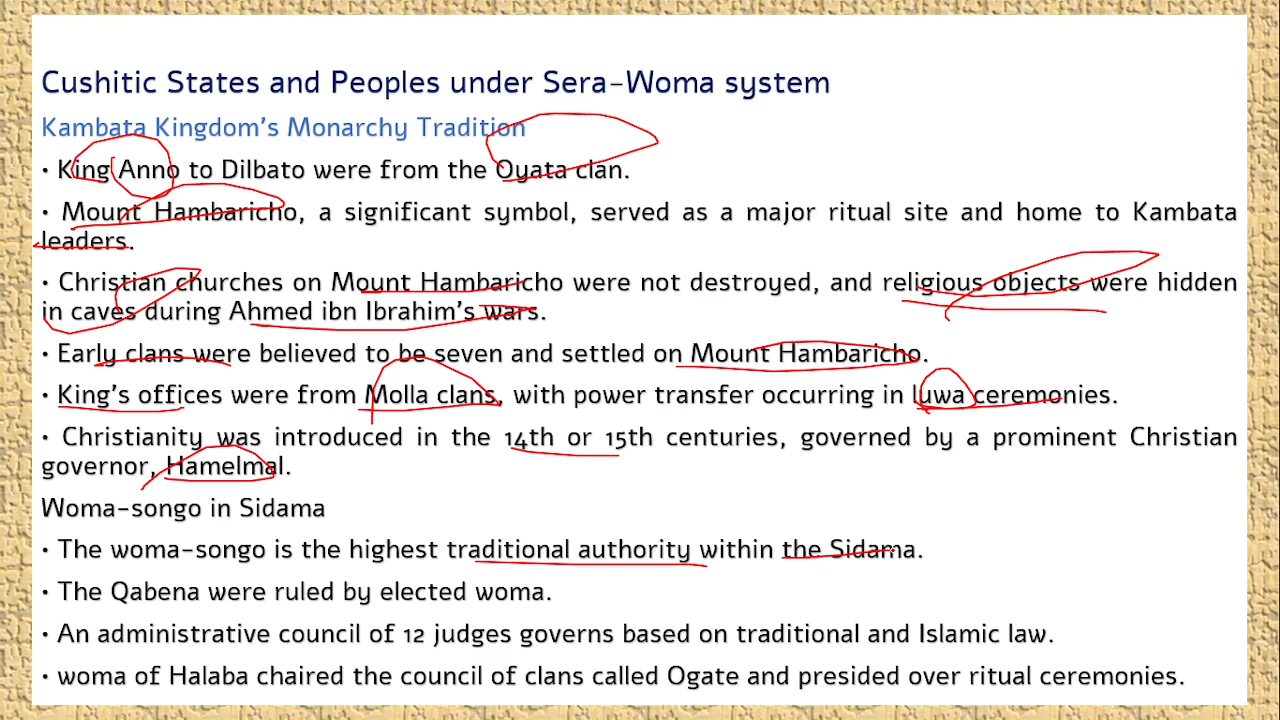 Cushitic States and Peoples under Sera-Woma system
Kambata Kingdom's Monarchy Tradition
• King Anno to Dilbato were from the Oyata clan.
• Mount Hambaricho, a significant symbol, served as a major ritual site and home to Kambata
leaders.
• Christian churches on Mount Hambaricho were not destroyed, and religious objects were hidden
in caves during Ahmed ibn Ibrahim's wars.
• Early clans were believed to be seven and settled on Mount Hambaricho.
• King's offices were from Molla clans, with power transfer occurring in luwa ceremonies.
• Christianity was introduced in the 14th or 15th centuries, governed by a prominent Christian
governor, Hamelmal.
Woma-songo in Sidama
• The woma-songo is the highest traditional authority within the Sidama.
• The Qabena were ruled by elected woma.
• An administrative council of 12 judges governs based on traditional and Islamic law.
• woma of Halaba chaired the council of clans called Ogate and presided over ritual ceremonies.